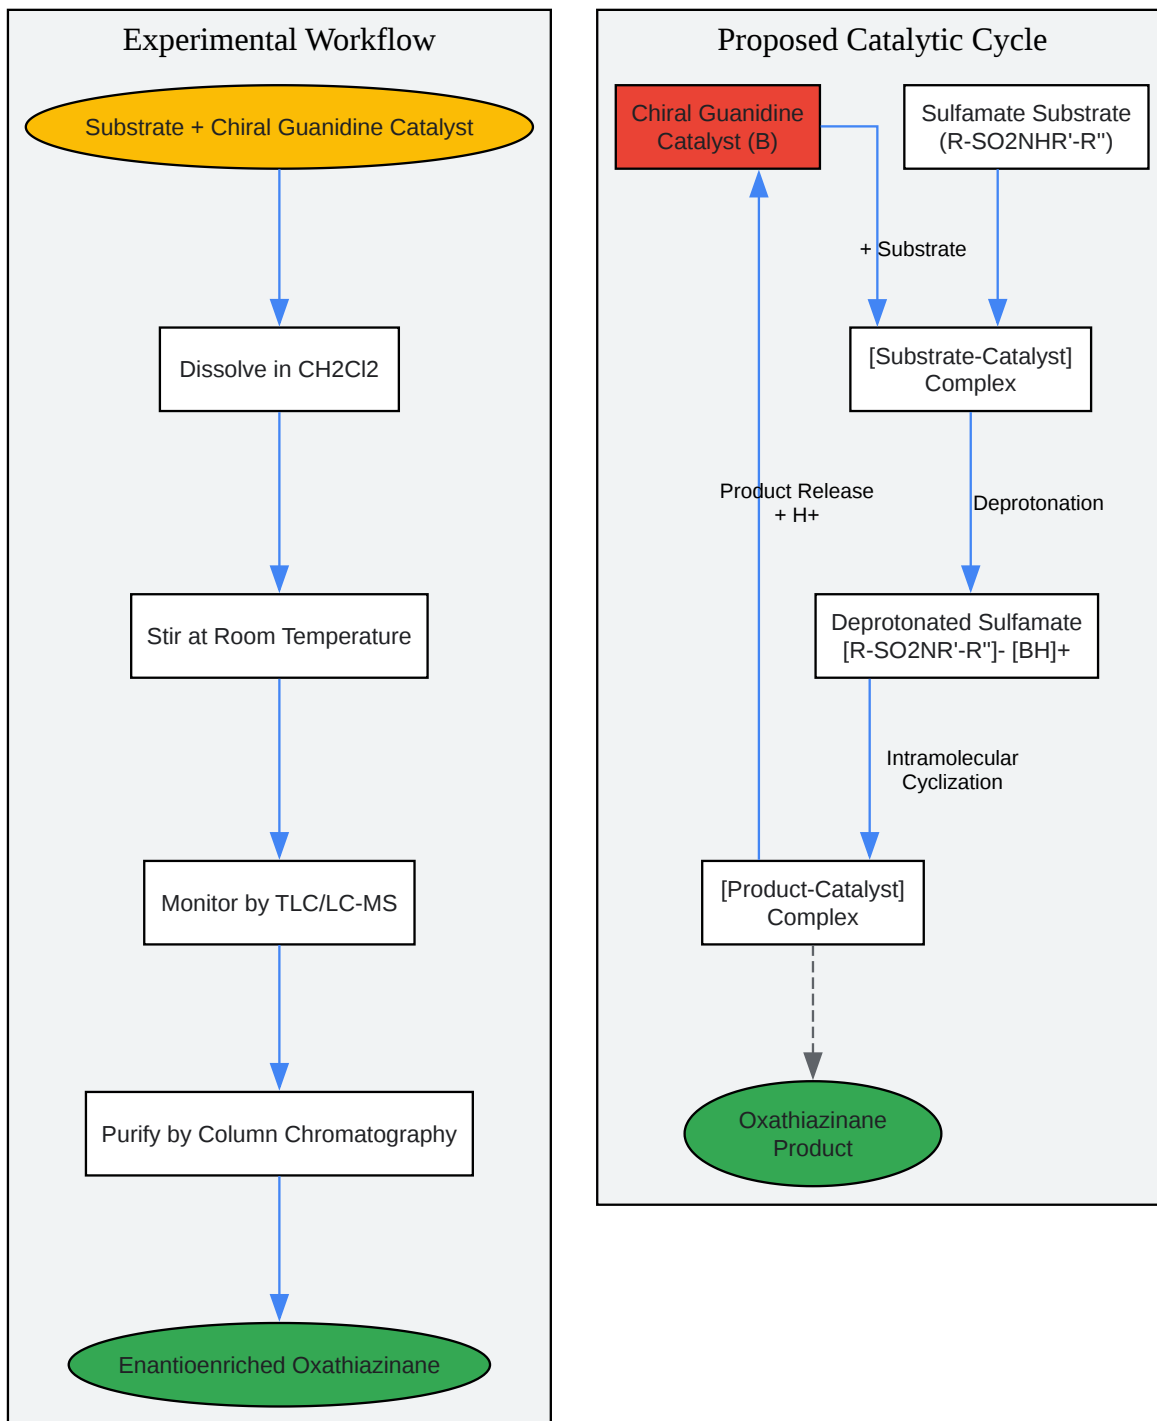 Experimental Workflow
Substrate + Chiral Guanidine Catalyst
Dissolve in CH2Cl2
Stir at Room Temperature
Monitor by TLC/LC-MS
Purify by Column Chromatography
Enantioenriched Oxathiazinane
Proposed Catalytic Cycle
Chiral Guanidine
Catalyst (B)
Sulfamate Substrate
(R-SO2NHR'-R")
+ Substrate
[Substrate-Catalyst]
Complex
Product Release
+ H+
Deprotonation
Deprotonated Sulfamate
[R-SO2NR'-R"]- [BH]+
Intramolecular
Cyclization
[Product-Catalyst]
Complex
Oxathiazinane
Product